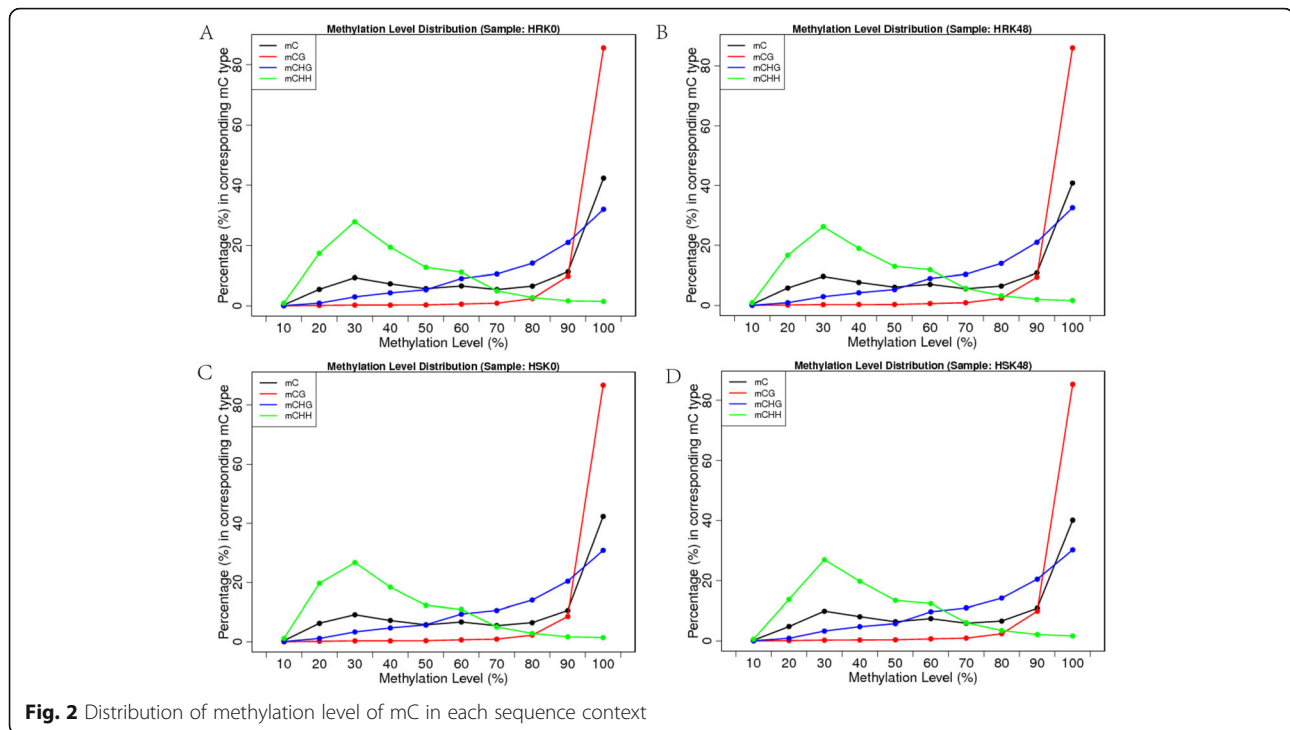 A
Methylation Level Distribution (Sample: HRK0)
mC
mCG
mCHG
mCHH
Percentage (%) in corresponding mC type
0 20 40 60 80
10 20 30 40 50 60 70 80 90 100
Methylation Level (%)
B
Methylation Level Distribution (Sample: HRK48)
mC
mCG
mCHG
mCHH
Percentage (%) in corresponding mC type
0 20 40 60 80
10 20 30 40 50 60 70 80 90 100
Methylation Level (%)
C
Methylation Level Distribution (Sample: HSK0)
mC
mCG
mCHG
mCHH
Percentage (%) in corresponding mC type
0 20 40 60 80
10 20 30 40 50 60 70 80 90 100
Methylation Level (%)
D
Methylation Level Distribution (Sample: HSK48)
mC
mCG
mCHG
mCHH
Percentage (%) in corresponding mC type
0 20 40 60 80
10 20 30 40 50 60 70 80 90 100
Methylation Level (%)
Fig. 2 Distribution of methylation level of mC in each sequence context